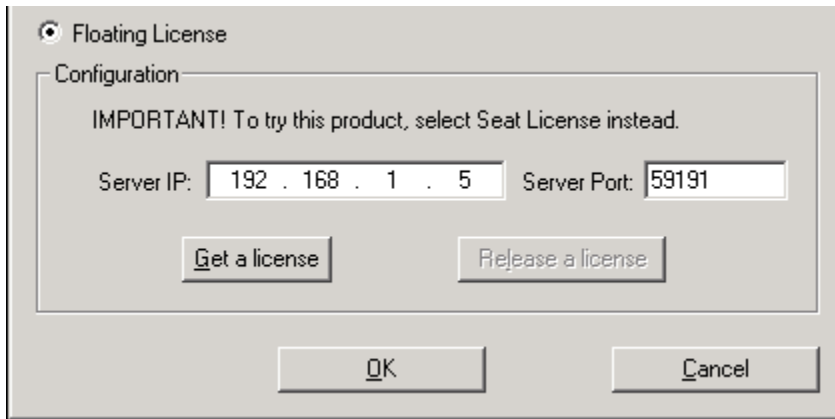 Floating License
Configuration
IMPORTANT! To try this product, select Seat License instead.
Server IP: 192 . 168 . 1 . 5 Server Port: 59191
Get a license Release a license
OK Cancel